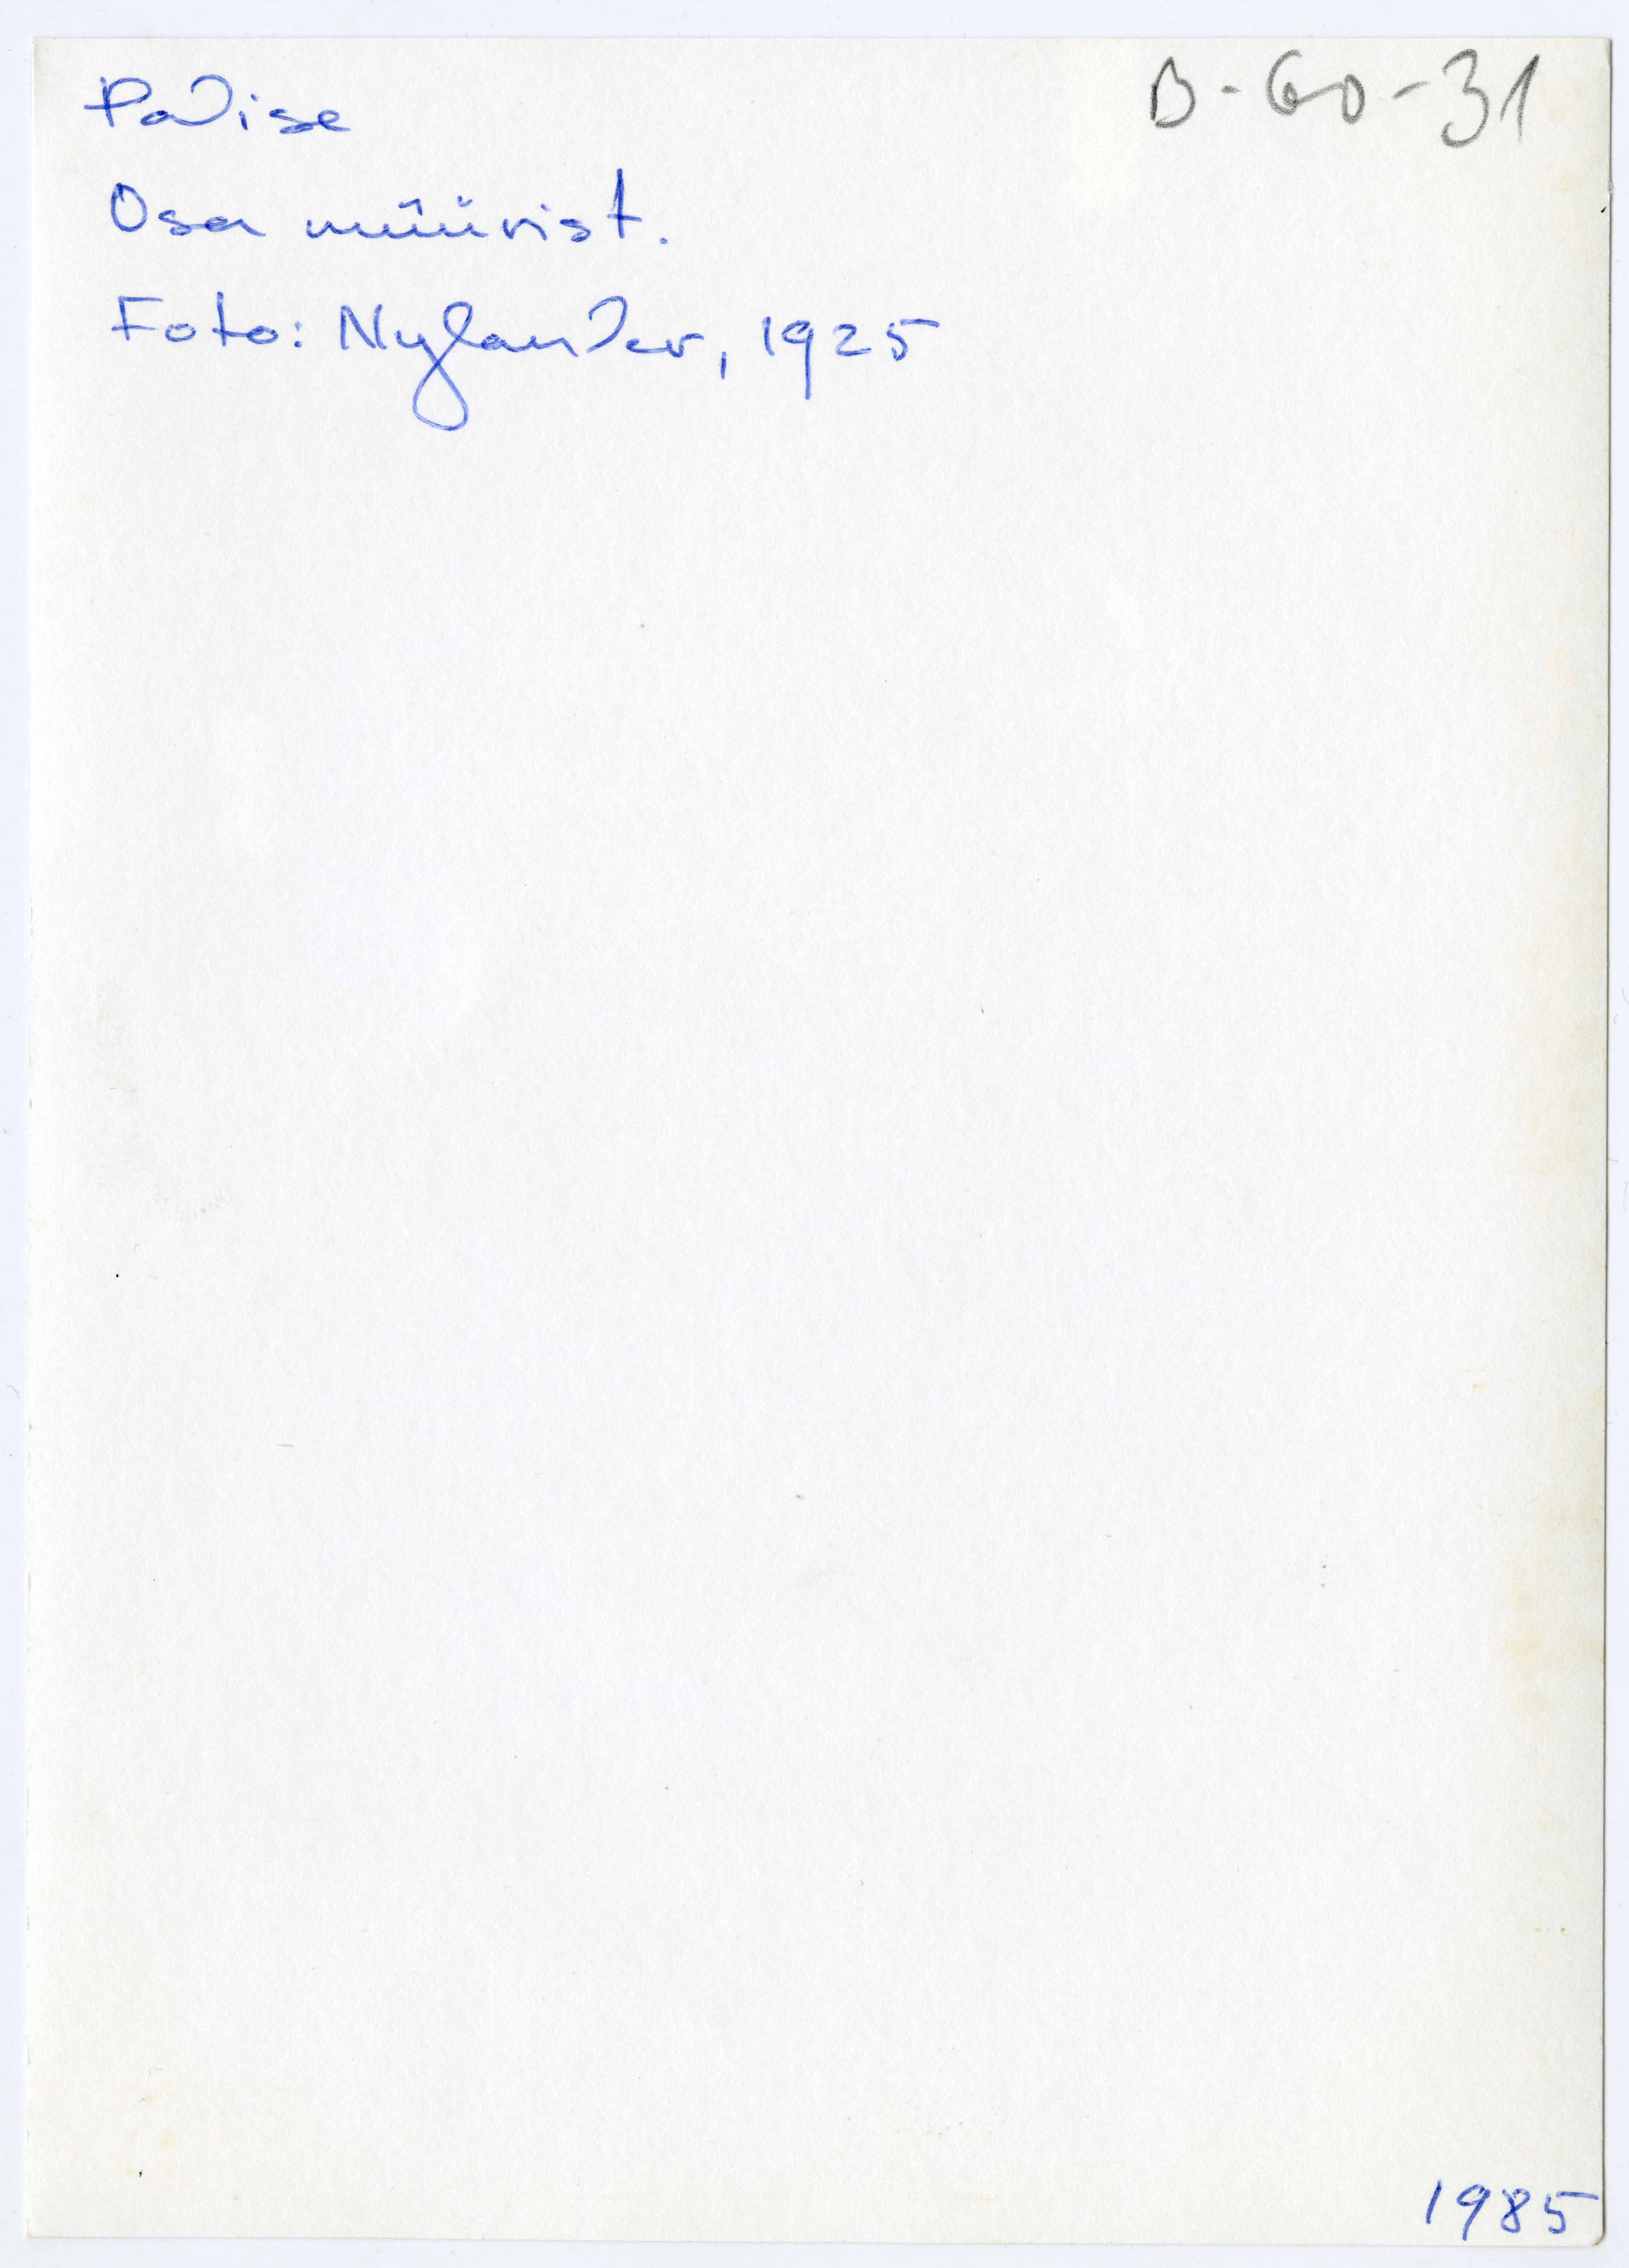 B-60-31
Padise
Osa müürist.
Foto: Nylander, 1925
1985